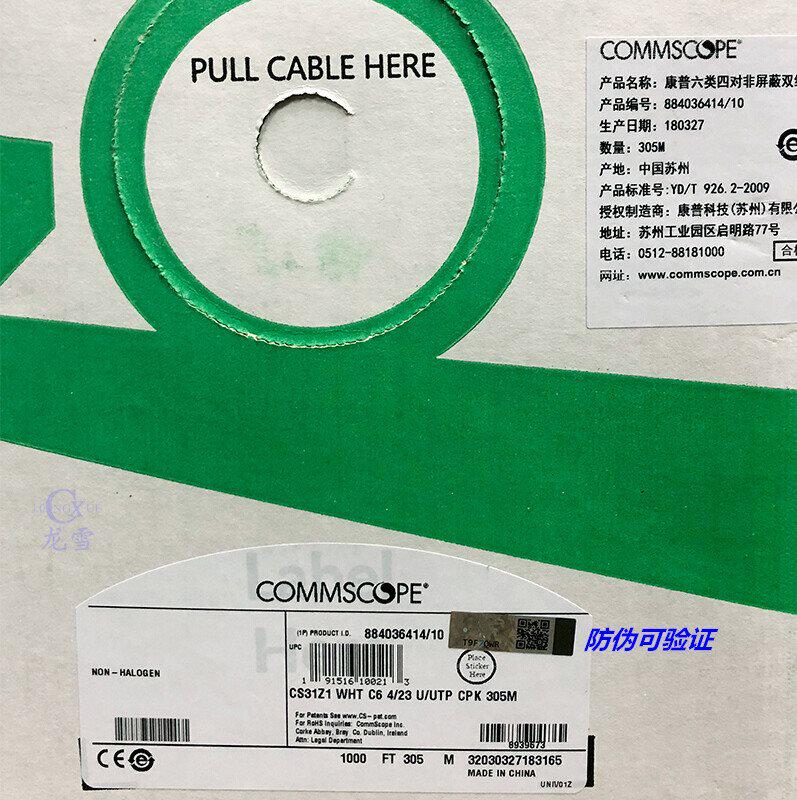 PULL CABLE HERE
COMMSCOPE®
产品名称: 康普六类四对非屏蔽双
产品编号: 884036414/10
生产日期: 180327
数量: 305M
产地: 中国苏州
产品标准号:YD/T 926.2-2009
授权制造商: 康普科技(苏州)有限
地址: 苏州工业园区启明路77号
电话: 0512-88181000
合
网址: www.commscope.com.cn
龙雪
Label
COMMSCOPE®
(1P) PRODUCT I.D. 884036414/10
UPC
T9F7QWR
防伪可验证
Place
Sticker
Here
NON-HALOGEN
1 91516 10021 3
CS31Z1 WHT C6 4/23 U/UTP CPK 305M
For Patents See www.CS-pat.com
For RoHS Inquiries: CommScope Inc.
Corke Abbey, Bray Co. Dublin, Ireland
Attn: Legal Department
8939673
CE e
1000 FT 305 M 32030327183165
MADE IN CHINA
UNIV01Z